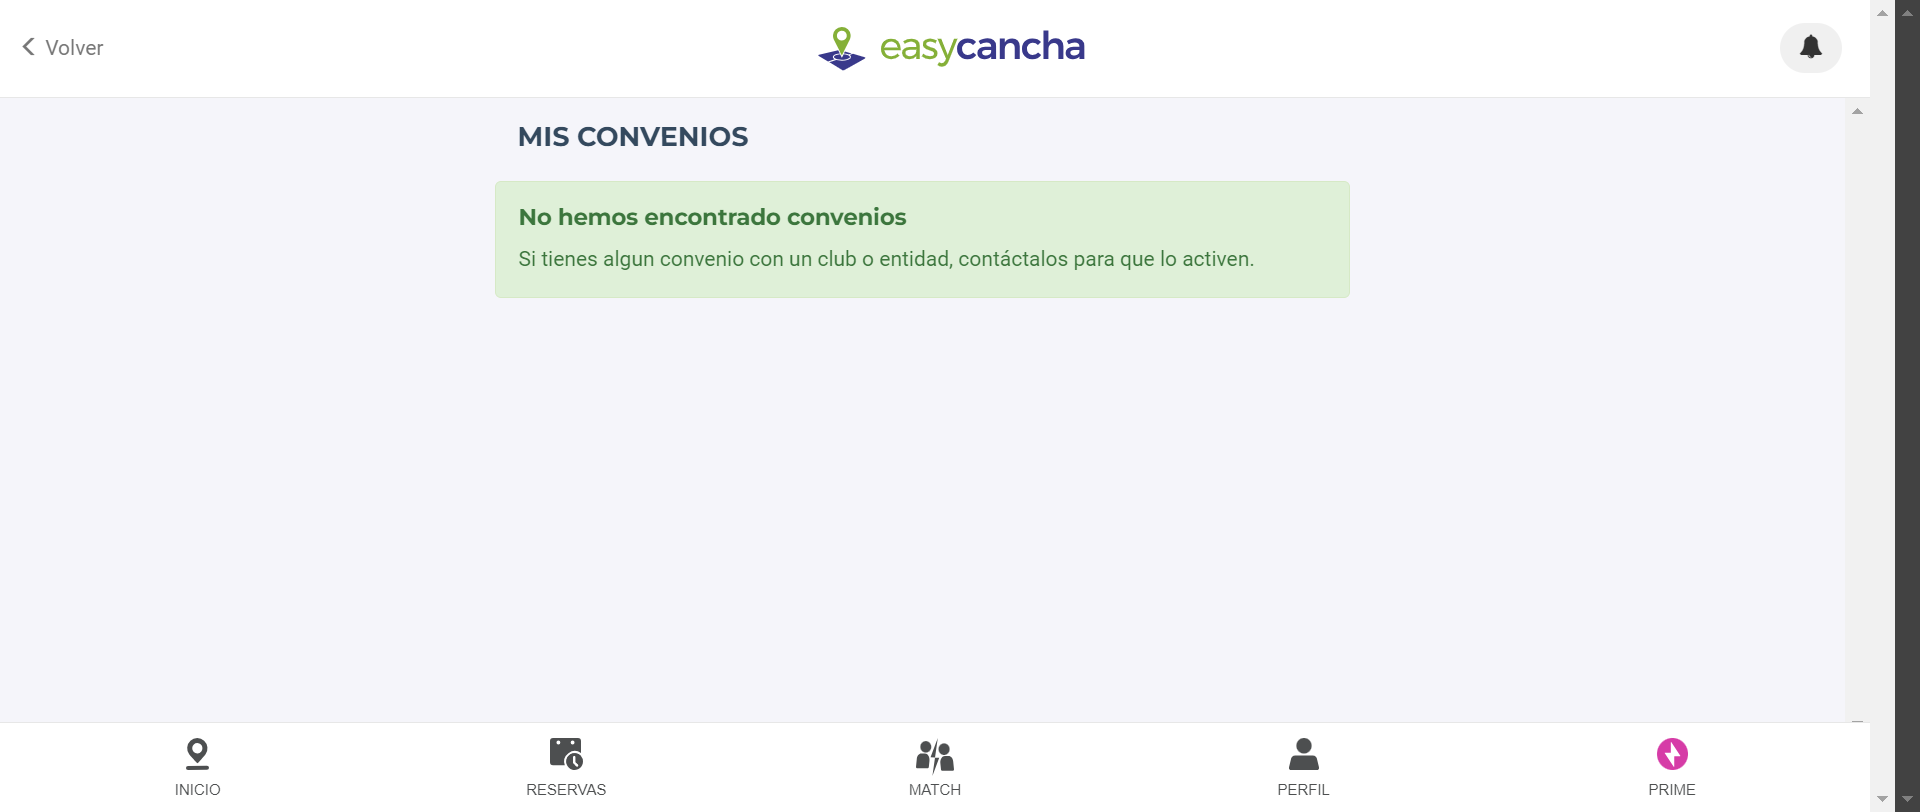 Volver
easycancha
MIS CONVENIOS
No hemos encontrado convenios
Si tienes algun convenio con un club o entidad, contáctalos para que lo activen.
INICIO
RESERVAS
MATCH
PERFIL
PRIME